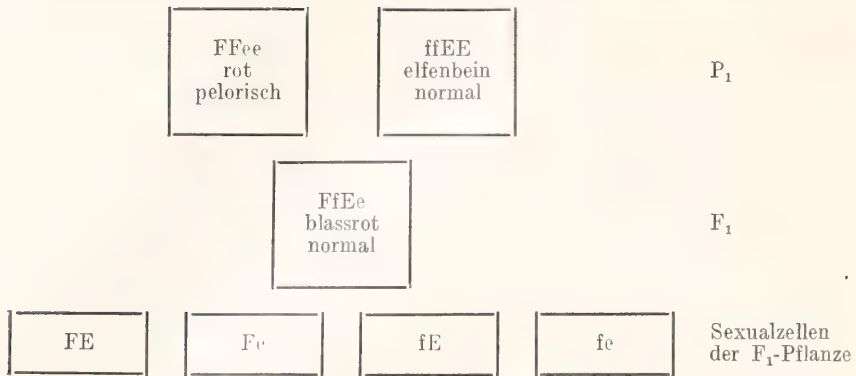 FFee
rot
pelorisch
ffEE
elfenbein
normal
P₁
FfEe
blassrot
normal
F₁
FE
Fe
fE
fe
Sexualzellen
der F₁-Pflanze